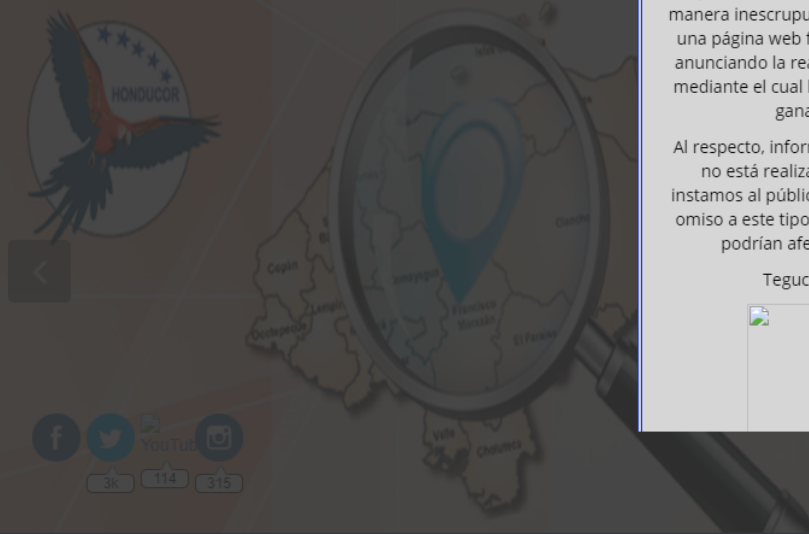 HONDUCOR
Copán
Ocotepeque
Lempira
Comayagua
Francisco
Morazán
Olancho
El Paraíso
Valle
Choluteca
YouTub
3k
114
315
manera inescrupu
una página web f
anunciando la rea
mediante el cual l
gana
Al respecto, infor
no está realiza
instamos al públic
omiso a este tipo
podrían afe
Teguc